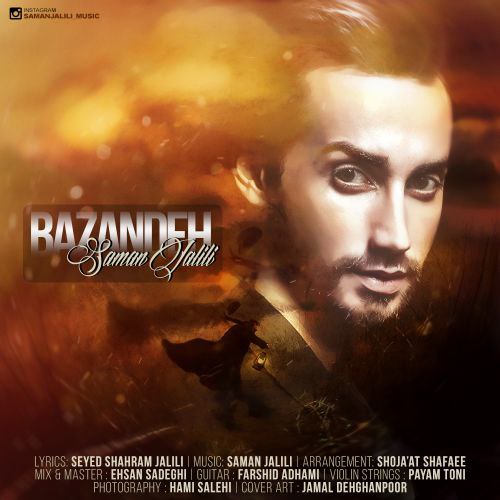 INSTAGRAM
SAMANJALILI_MUSIC
BAZANDEH
Saman Jalili
LYRICS: SEYED SHAHRAM JALILI | MUSIC: SAMAN JALILI | ARRANGEMENT: SHOJA'AT SHAFAEE
MIX & MASTER : EHSAN SADEGHI | GUITAR : FARSHID ADHAMI | VIOLIN STRINGS : PAYAM TONI
PHOTOGRAPHY : HAMI SALEHI | COVER ART : JAMAL DEHGHANPOOR